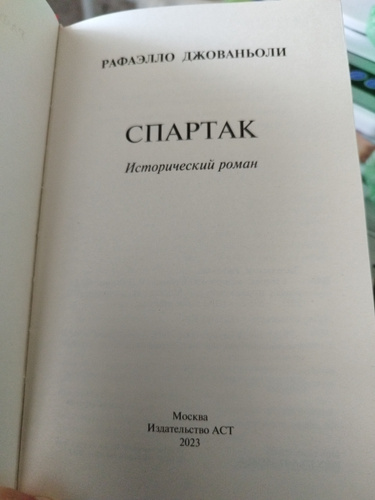 РАФАЭЛЛО ДЖОВАНЬОЛИ
СПАРТАК
Исторический роман
Москва
Издательство АСТ
2023